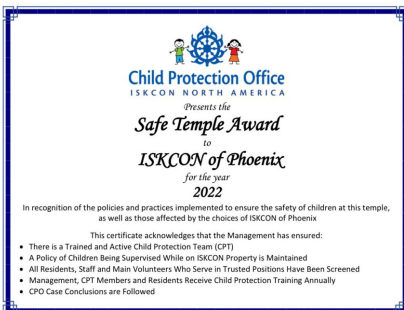 Child Protection Office
ISKCON NORTH AMERICA
Presents the
Safe Temple Award
to
ISKCON of Phoenix
for the year
2022
In recognition of the policies and practices implemented to ensure the safety of children at this temple,
as well as those affected by the choices of ISKCON of Phoenix
This certificate acknowledges that the Management has ensured:
• There is a Trained and Active Child Protection Team (CPT)
• A Policy of Children Being Supervised While on ISKCON Property is Maintained
• All Residents, Staff and Main Volunteers Who Serve in Trusted Positions Have Been Screened
• Management, CPT Members and Residents Receive Child Protection Training Annually
• CPO Case Conclusions are Followed